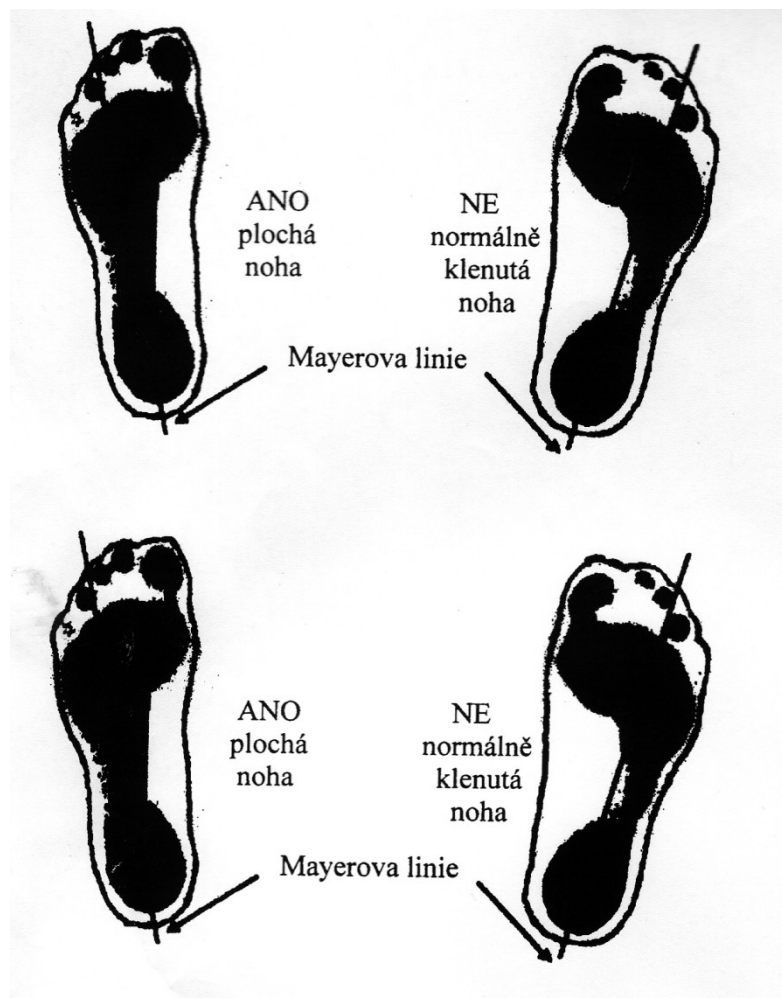 ANO
plochá
noha
NE
normálně
klenutá
noha
Mayerova linie
ANO
plochá
noha
NE
normálně
klenutá
noha
Mayerova linie